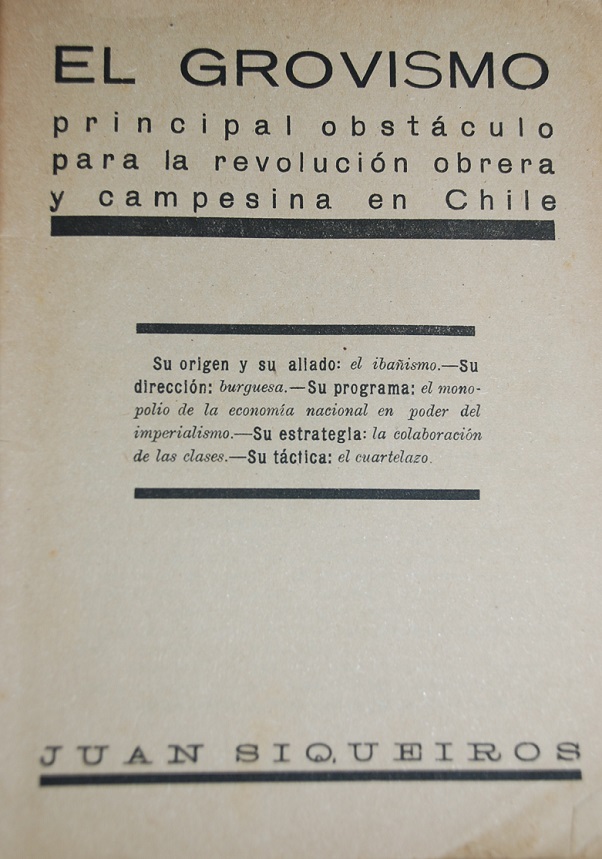 EL GROVISMO
principal obstáculo
para la revolución obrera
y campesina en Chile
Su origen y su aliado: el ibañismo.—Su
dirección: burguesa.—Su programa: el mono-
polio de la economía nacional en poder del
imperialismo.—Su estrategia: la colaboración
de las clases.—Su táctica: el cuartelazo.
JUAN SIQUEIROS